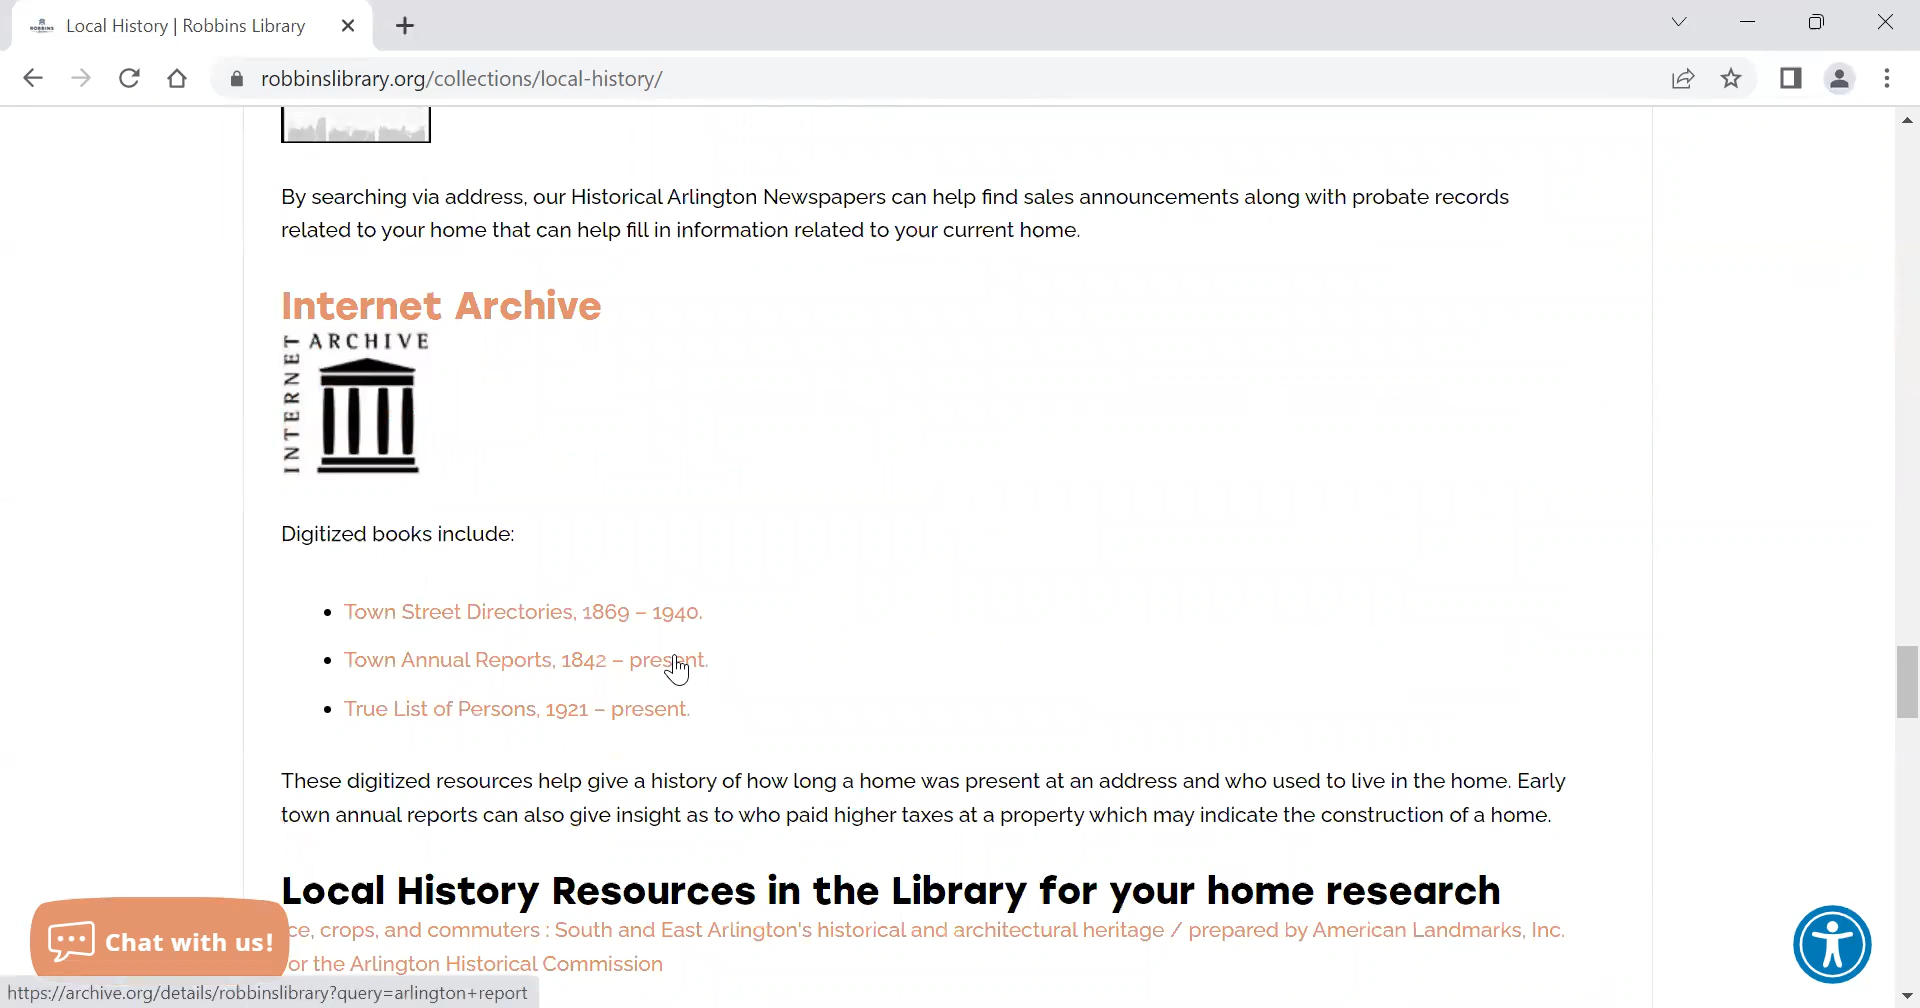 Local History | Robbins Library
robbinslibrary.org/collections/local-history/
By searching via address, our Historical Arlington Newspapers can help find sales announcements along with probate records
related to your home that can help fill in information related to your current home.
Internet Archive
ARCHIVE
INTERNET
Digitized books include:
Town Street Directories, 1869 – 1940.
Town Annual Reports, 1842 – present.
True List of Persons, 1921 – present.
These digitized resources help give a history of how long a home was present at an address and who used to live in the home. Early
town annual reports can also give insight as to who paid higher taxes at a property which may indicate the construction of a home.
Local History Resources in the Library for your home research
ce, crops, and commuters : South and East Arlington's historical and architectural heritage / prepared by American Landmarks, Inc.
or the Arlington Historical Commission
Chat with us!
https://archive.org/details/robbinslibrary?query=arlington+report